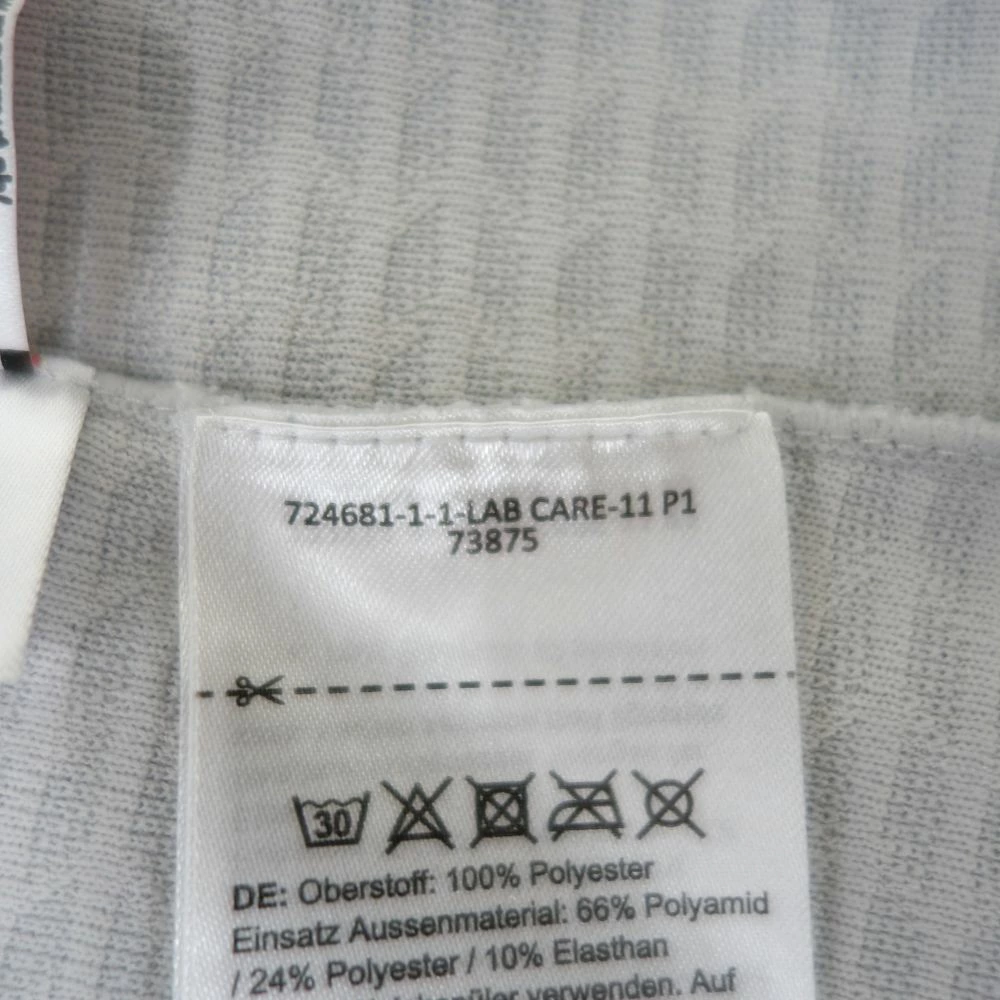 724681-1-1-LAB CARE-11 P1
73875
30
DE: Oberstoff: 100% Polyester
Einsatz Aussenmaterial: 66% Polyamid
/ 24% Polyester / 10% Elasthan
verwenden. Auf